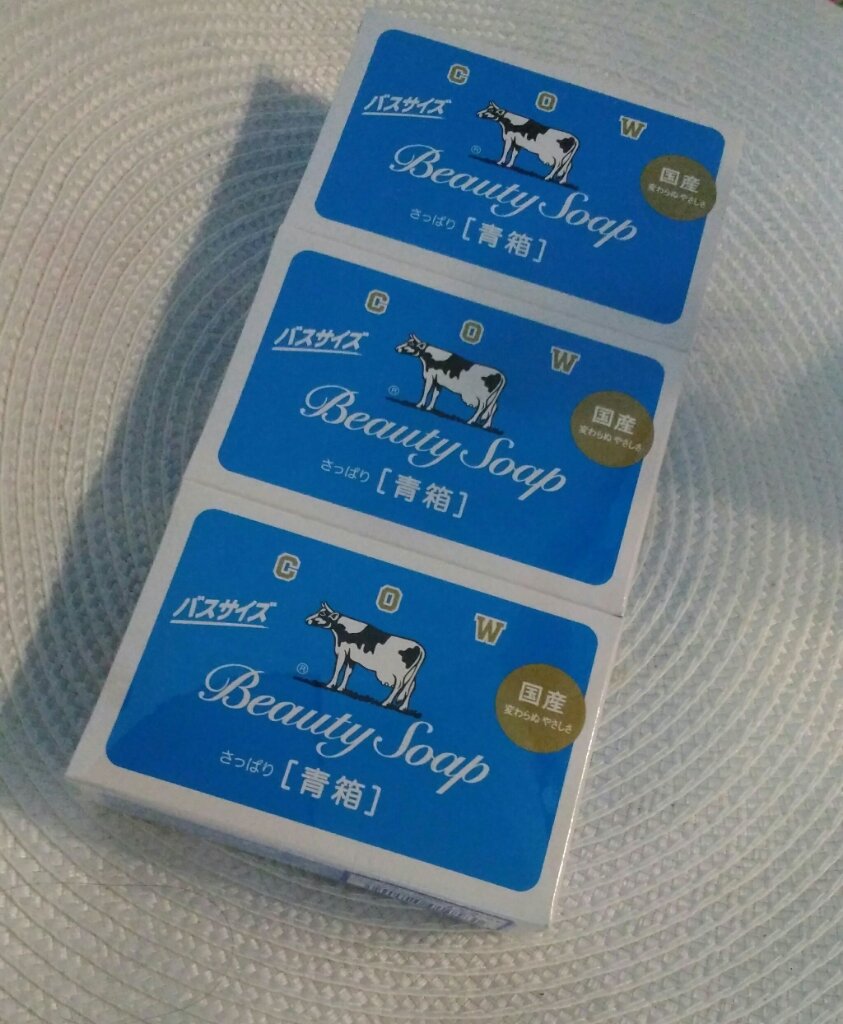 C O W
バスサイズ
国産
変わらぬ やさしさ
®
Beauty Soap
さっぱり [青箱]
C O W
バスサイズ
国産
変わらぬ やさしさ
®
Beauty Soap
さっぱり [青箱]
C O W
バスサイズ
国産
変わらぬ やさしさ
®
Beauty Soap
さっぱり [青箱]